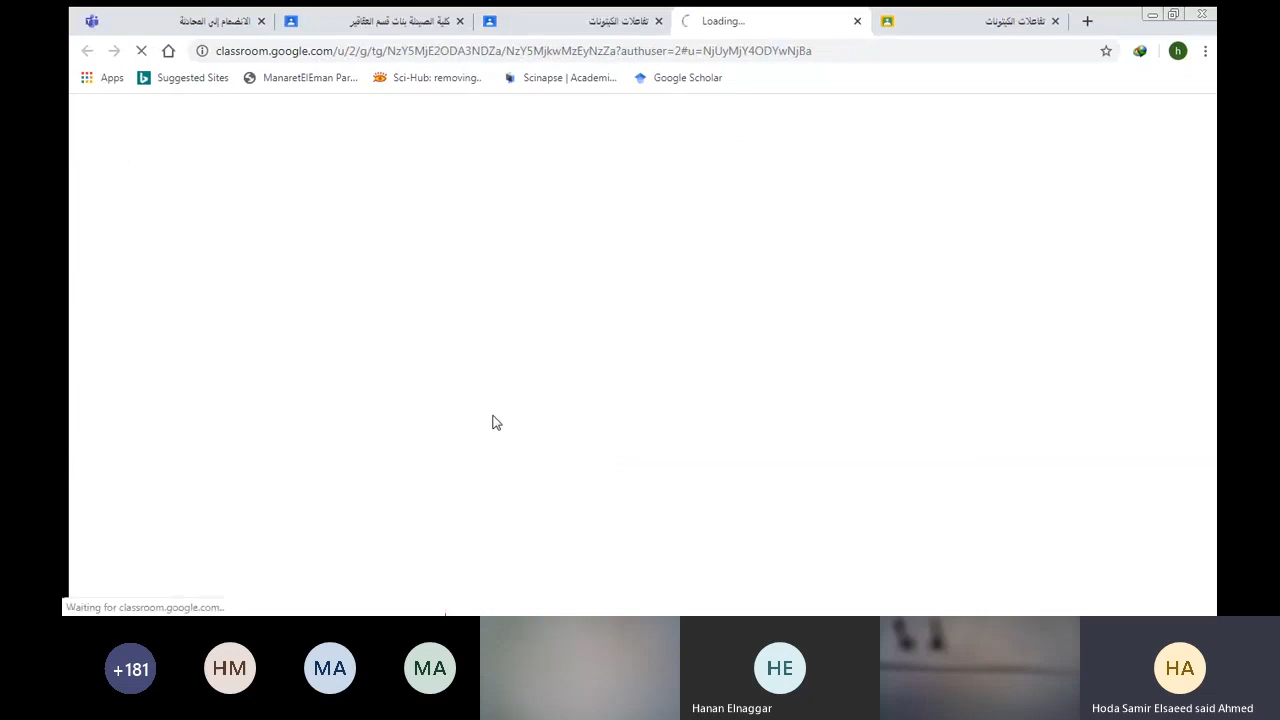 الانضمام إلى المحادثة
كلية الصيدلة بنات قسم العقاقير
تفاعلات الكيتونات
Loading...
تفاعلات الكيتونات
classroom.google.com/u/2/g/tg/NzY5MjE2ODA3NDZa/NzY5MjkwMzEyNzZa?authuser=2#u=NjUyMjY4ODYwNjBa
h
Apps
Suggested Sites
ManaretElEman Par...
Sci-Hub: removing...
Scinapse | Academi...
Google Scholar
Waiting for classroom.google.com...
+181
HM
MA
MA
HE
HA
Hanan Elnaggar
Hoda Samir Elsaeed said Ahmed